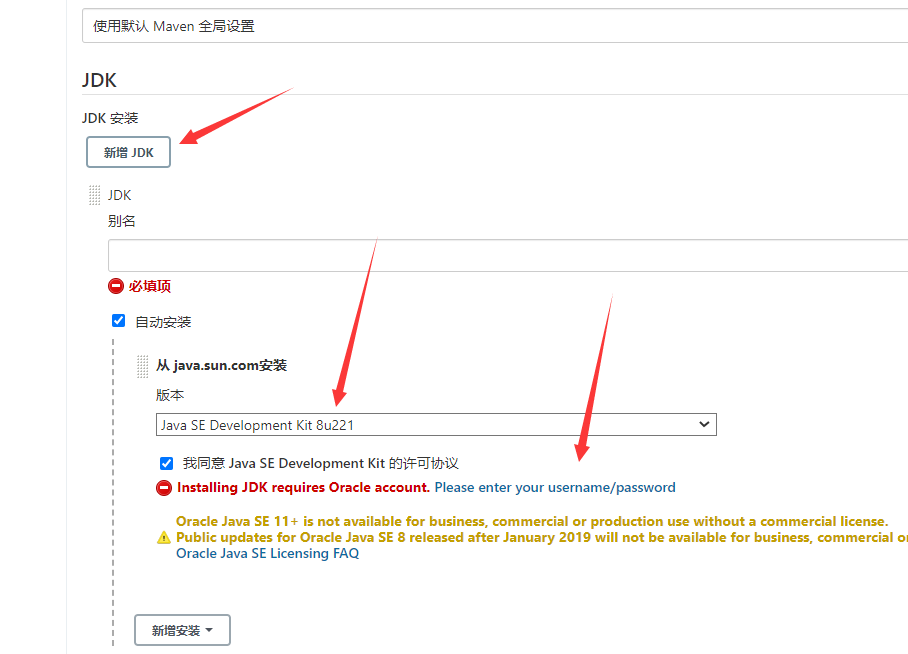 使用默认 Maven 全局设置
JDK
JDK 安装
新增 JDK
JDK
别名
必填项
自动安装
从 java.sun.com安装
版本
Java SE Development Kit 8u221
我同意 Java SE Development Kit 的许可协议
Installing JDK requires Oracle account. Please enter your username/password
Oracle Java SE 11+ is not available for business, commercial or production use without a commercial license.
Public updates for Oracle Java SE 8 released after January 2019 will not be available for business, commercial o
Oracle Java SE Licensing FAQ
新增安装